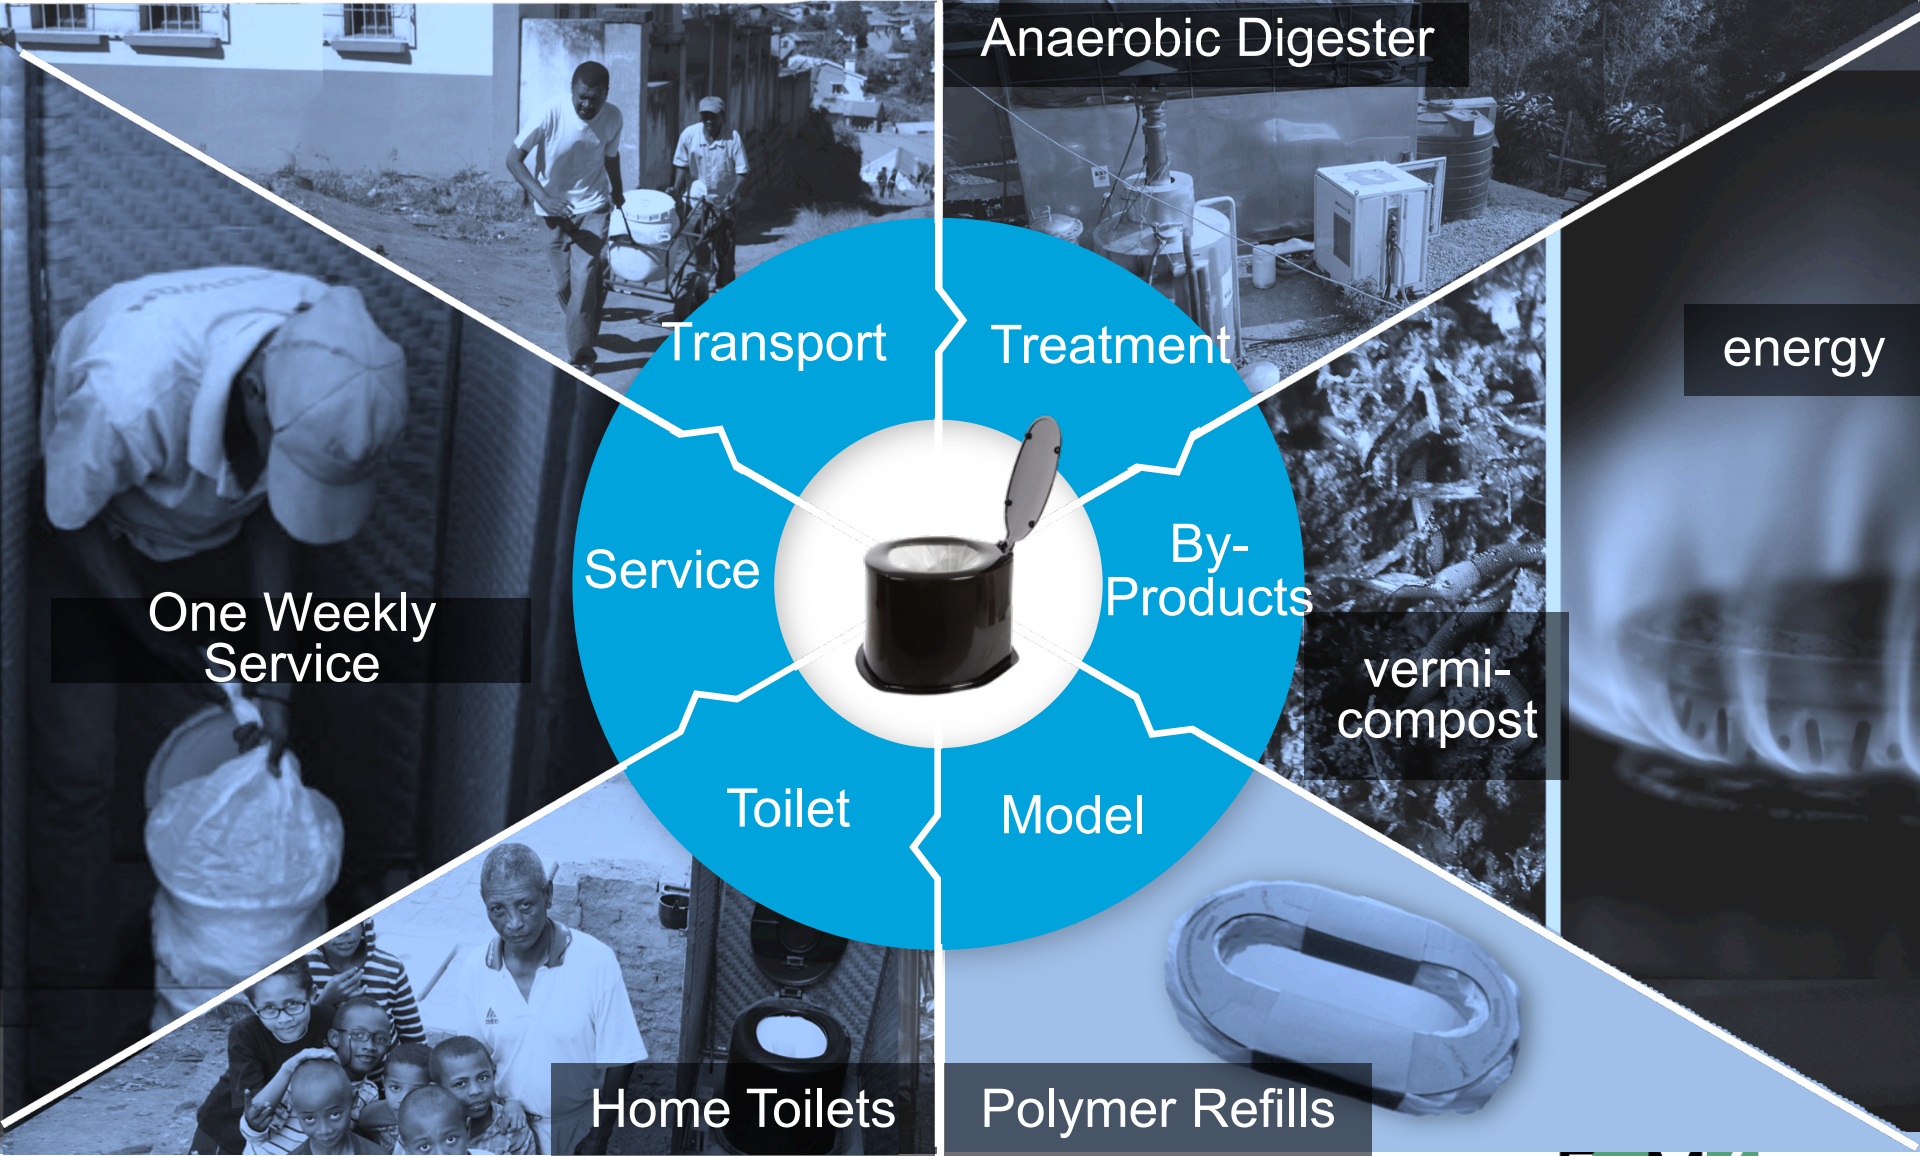 Anaerobic Digester
Transport
Treatment
energy
Service
By-
Products
One Weekly
Service
vermi-
compost
Toilet
Model
Home Toilets
Polymer Refills